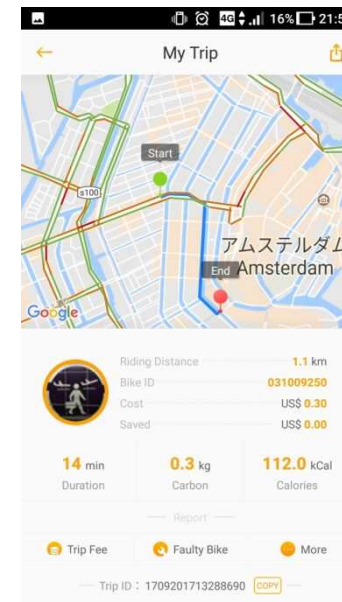 4G 16% 21:5
My Trip
Start
s100
アムステルダム
End Amsterdam
Google
Riding Distance 1.1 km
Bike ID 031009250
Cost US$ 0.30
Saved US$ 0.00
14 min 0.3 kg 112.0 kCal
Duration Carbon Calories
Report
Trip Fee Faulty Bike More
Trip ID : 1709201713288690 COPY